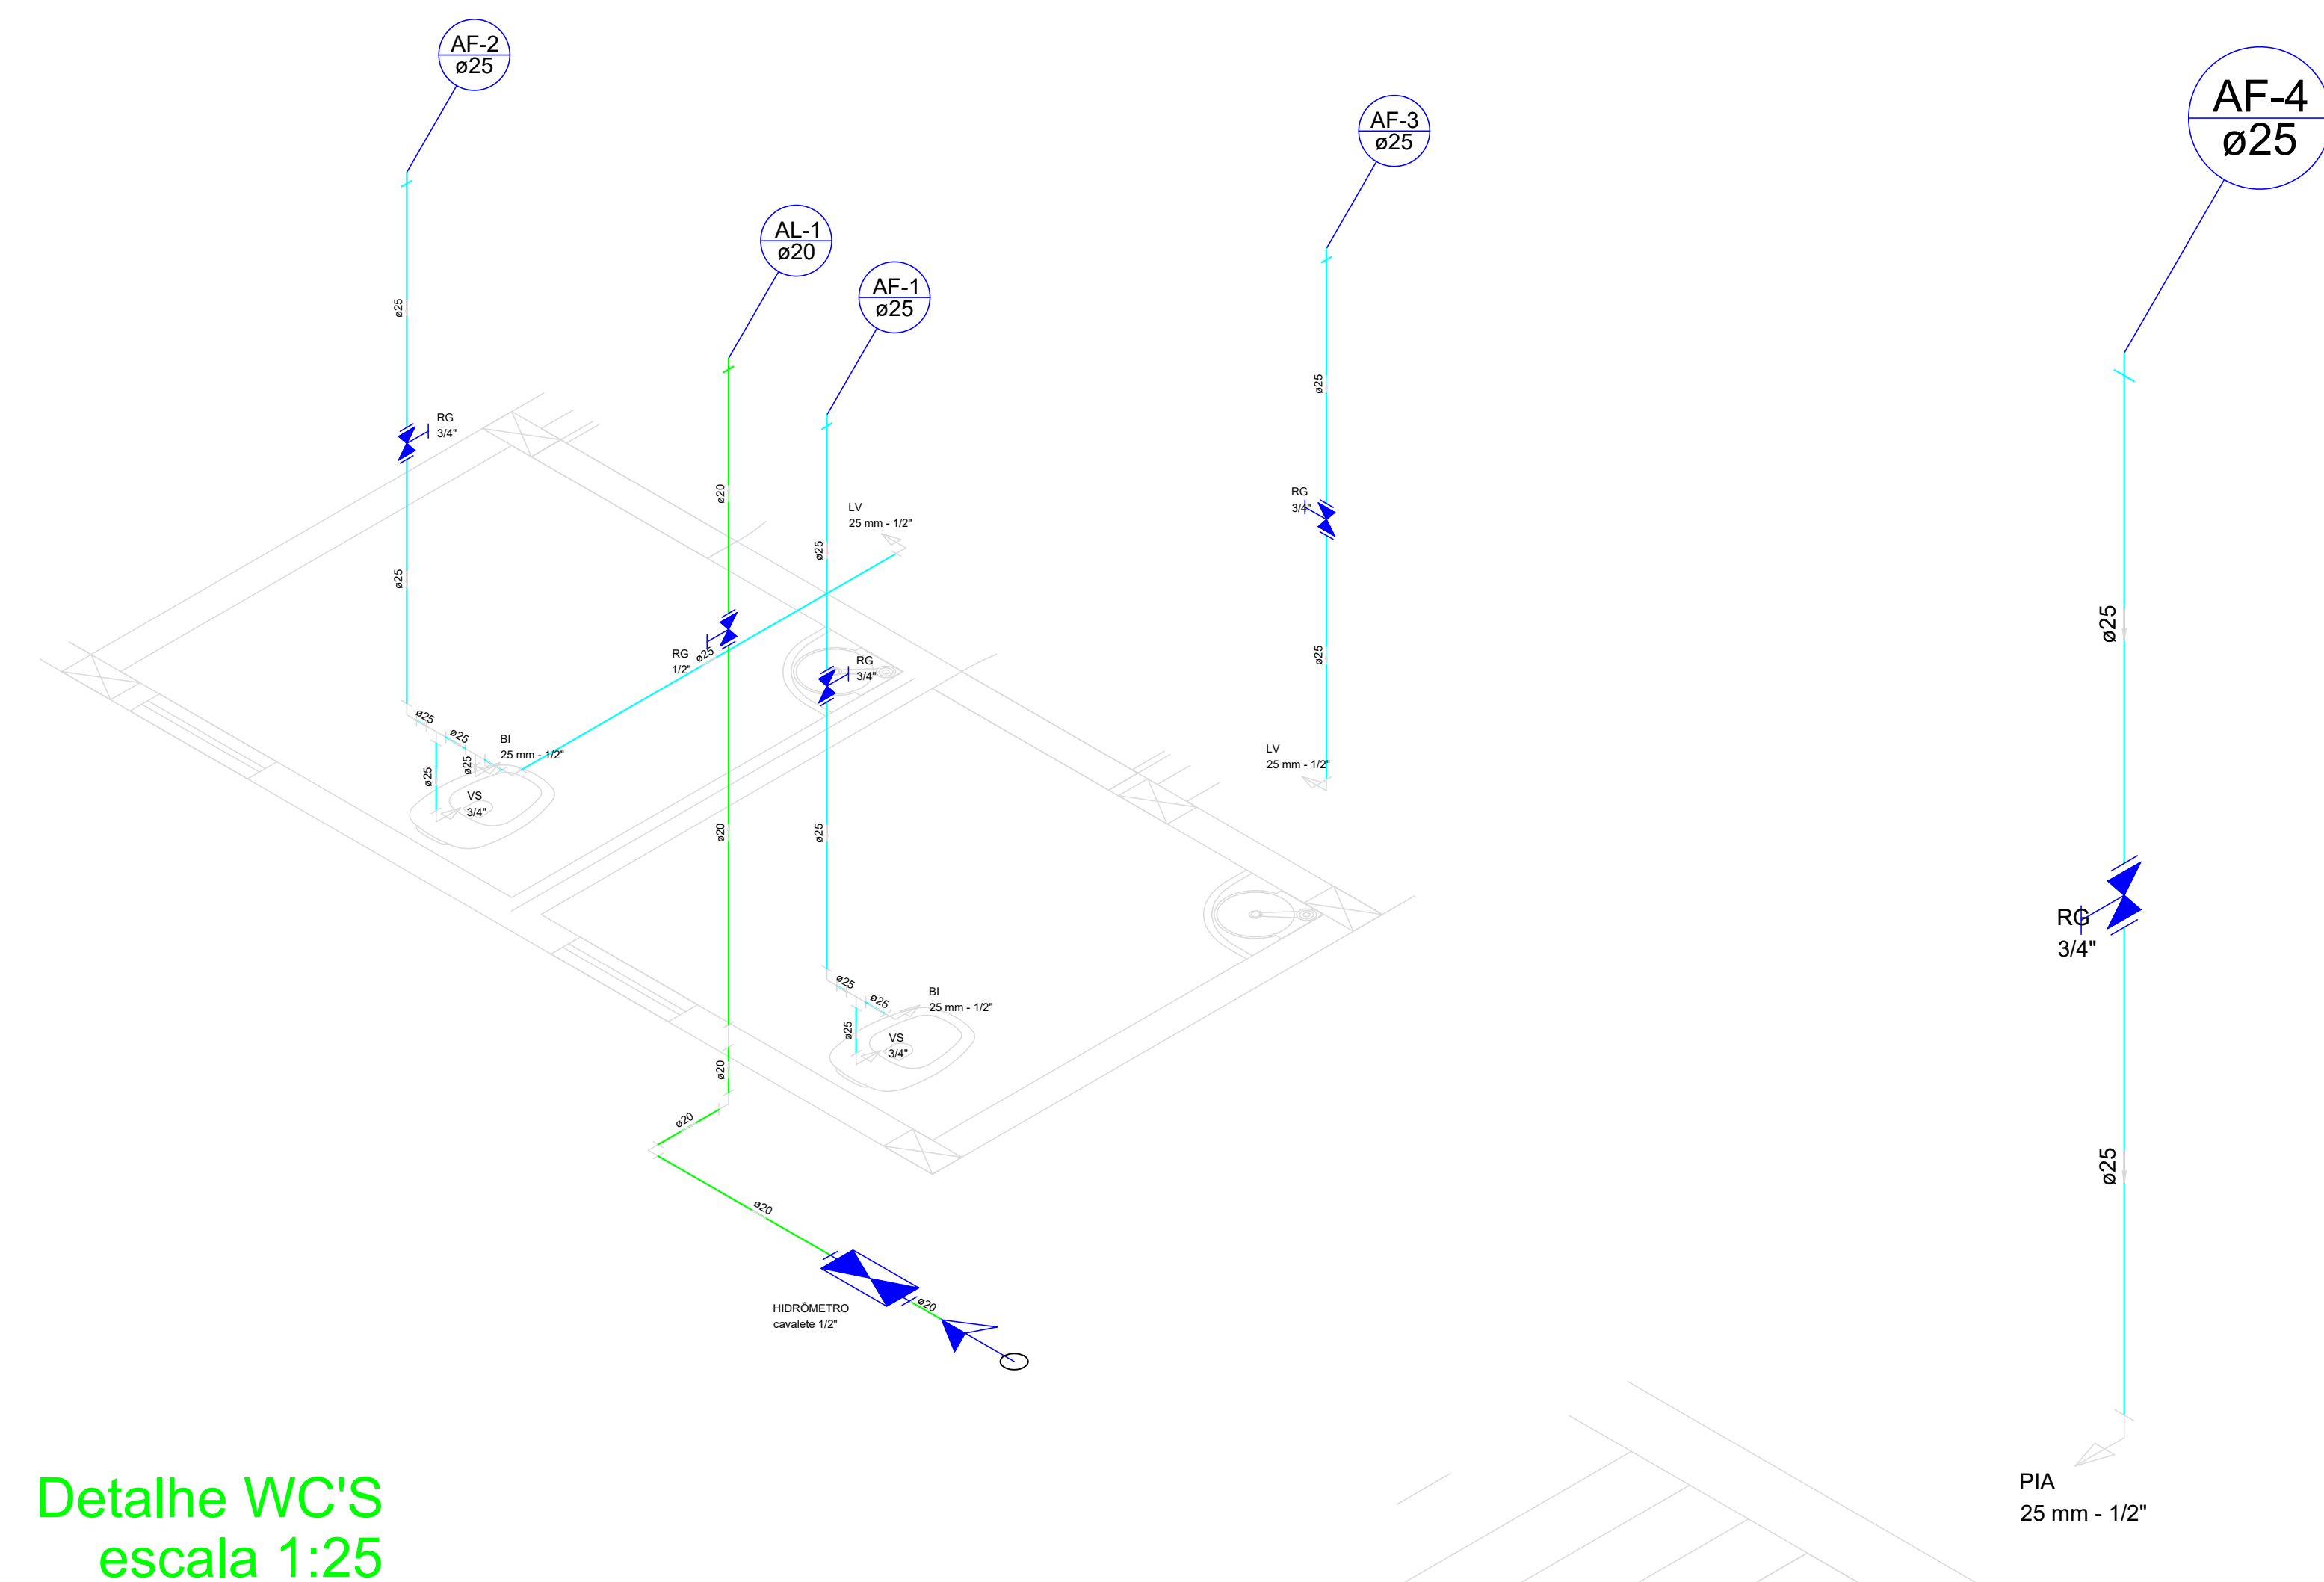 AF-2
ø25
AF-4
ø25
AF-3
ø25
AL-1
ø20
AF-1
ø25
ø25
ø25
RG
3/4"
ø20
RG
3/4"
LV
25 mm - 1/2"
ø25
ø25
ø25
RG
1/2"
ø25
RG
3/4"
ø25
ø25
ø25
ø25
BI
25 mm - 1/2"
ø25
ø25
VS
3/4"
LV
25 mm - 1/2"
ø20
ø25
RG
3/4"
ø25
ø25
BI
25 mm - 1/2"
ø25
VS
3/4"
ø20
ø20
ø25
ø20
HIDRÔMETRO
cavalete 1/2"
ø20
PIA
25 mm - 1/2"
Detalhe WC'S
escala 1:25